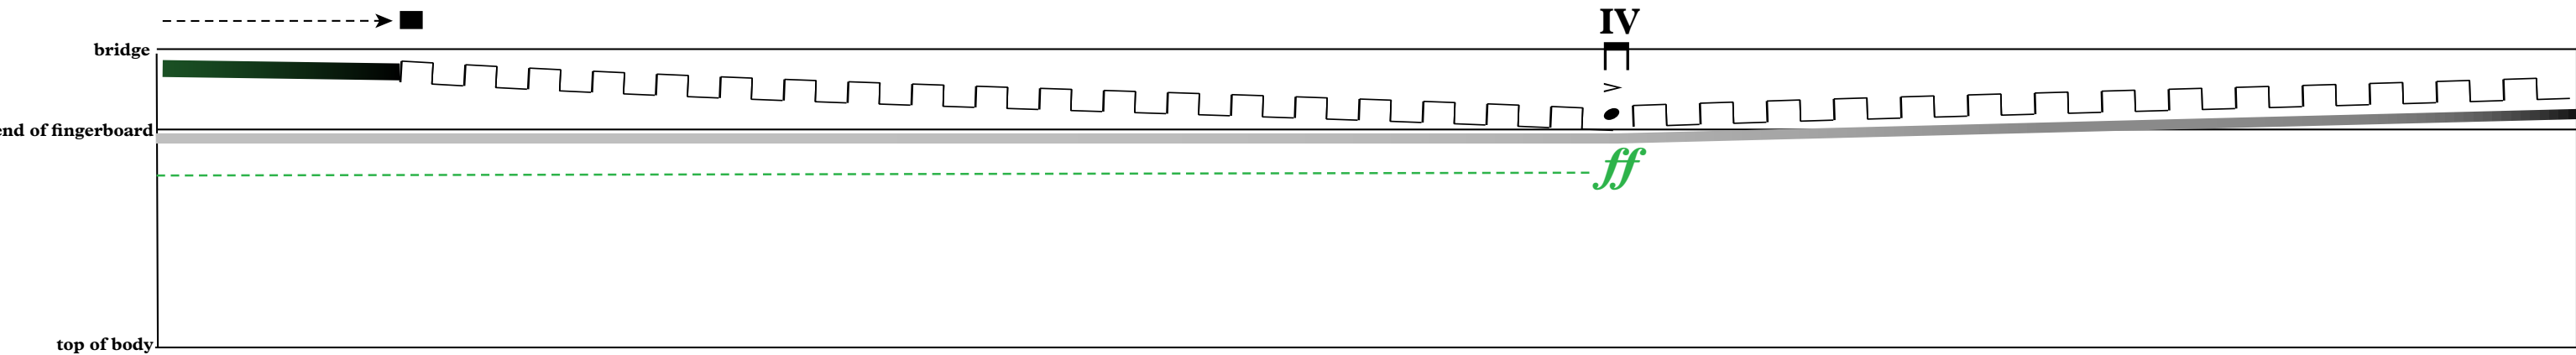 IV
bridge
end of fingerboard
ff
top of body